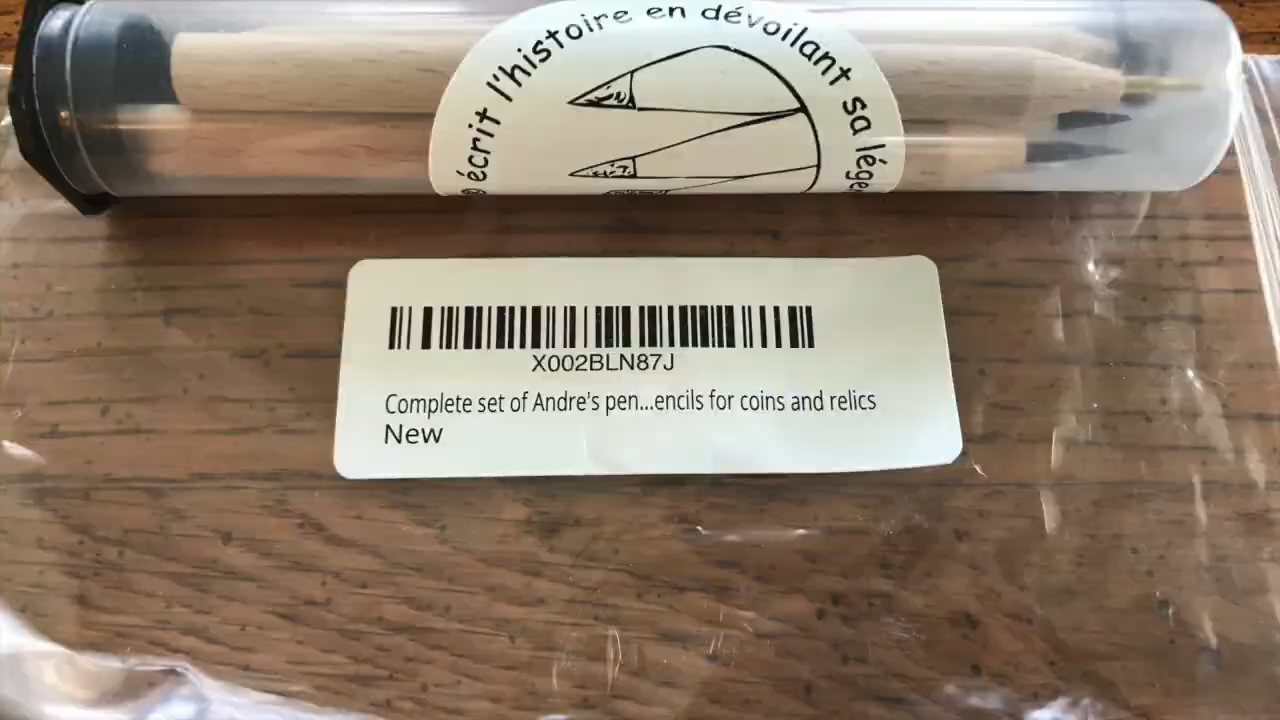 écrit l'histoire en dévoilant sa lége
X002BLN87J
Complete set of Andre's pen...encils for coins and relics
New